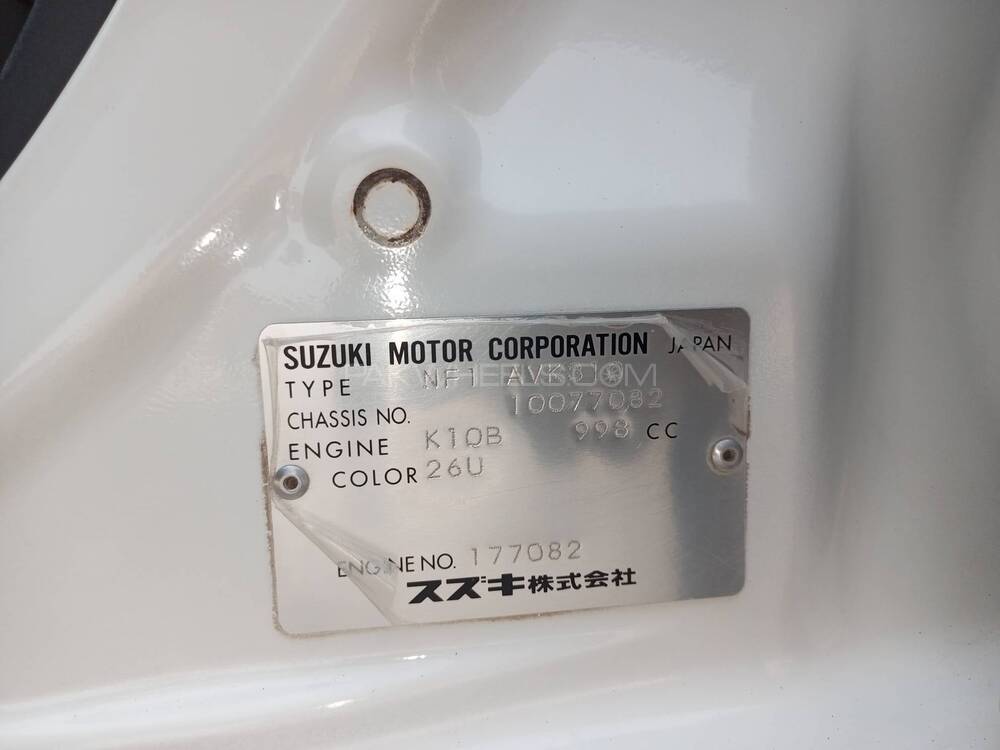 SUZUKI MOTOR CORPORATION JAPAN
TYPE NF1
CHASSIS NO. 10077082
ENGINE K10B 998 CC
COLOR 26U
ENGINE NO. 177082
スズキ株式会社